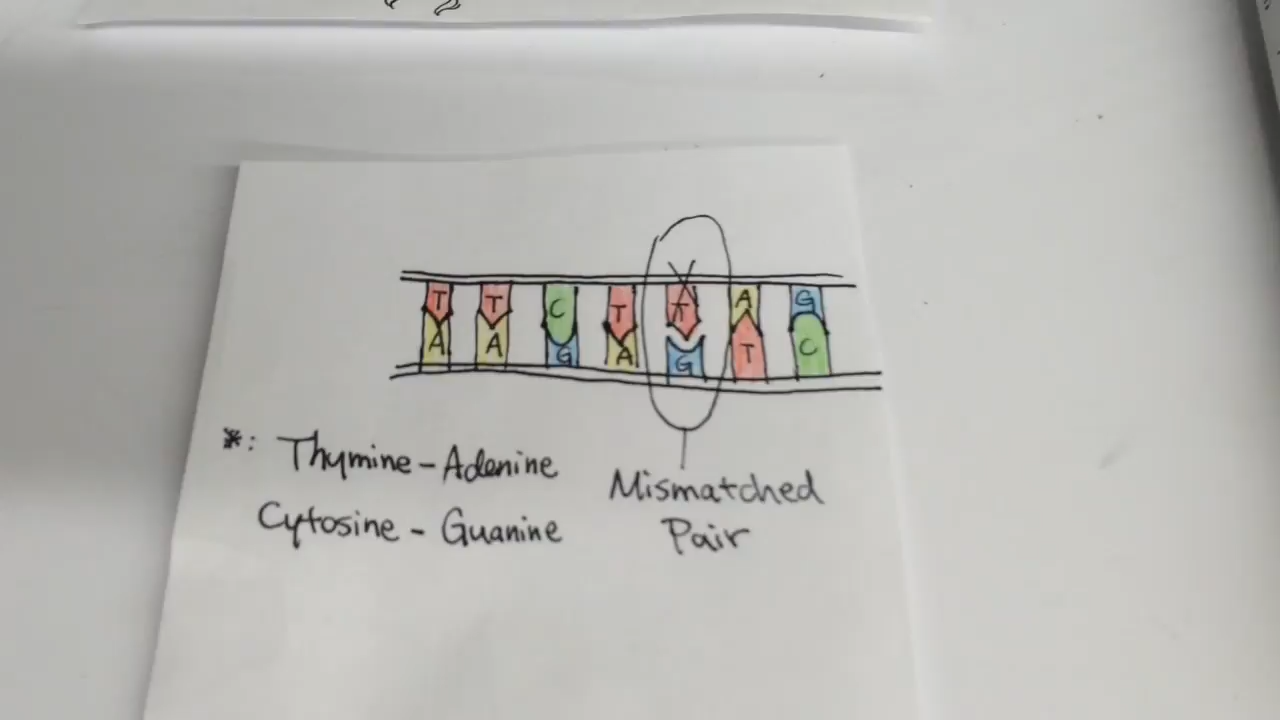 T T C T T A G
A A G A G T C
*: Thymine - Adenine
Cytosine - Guanine
Mismatched
Pair